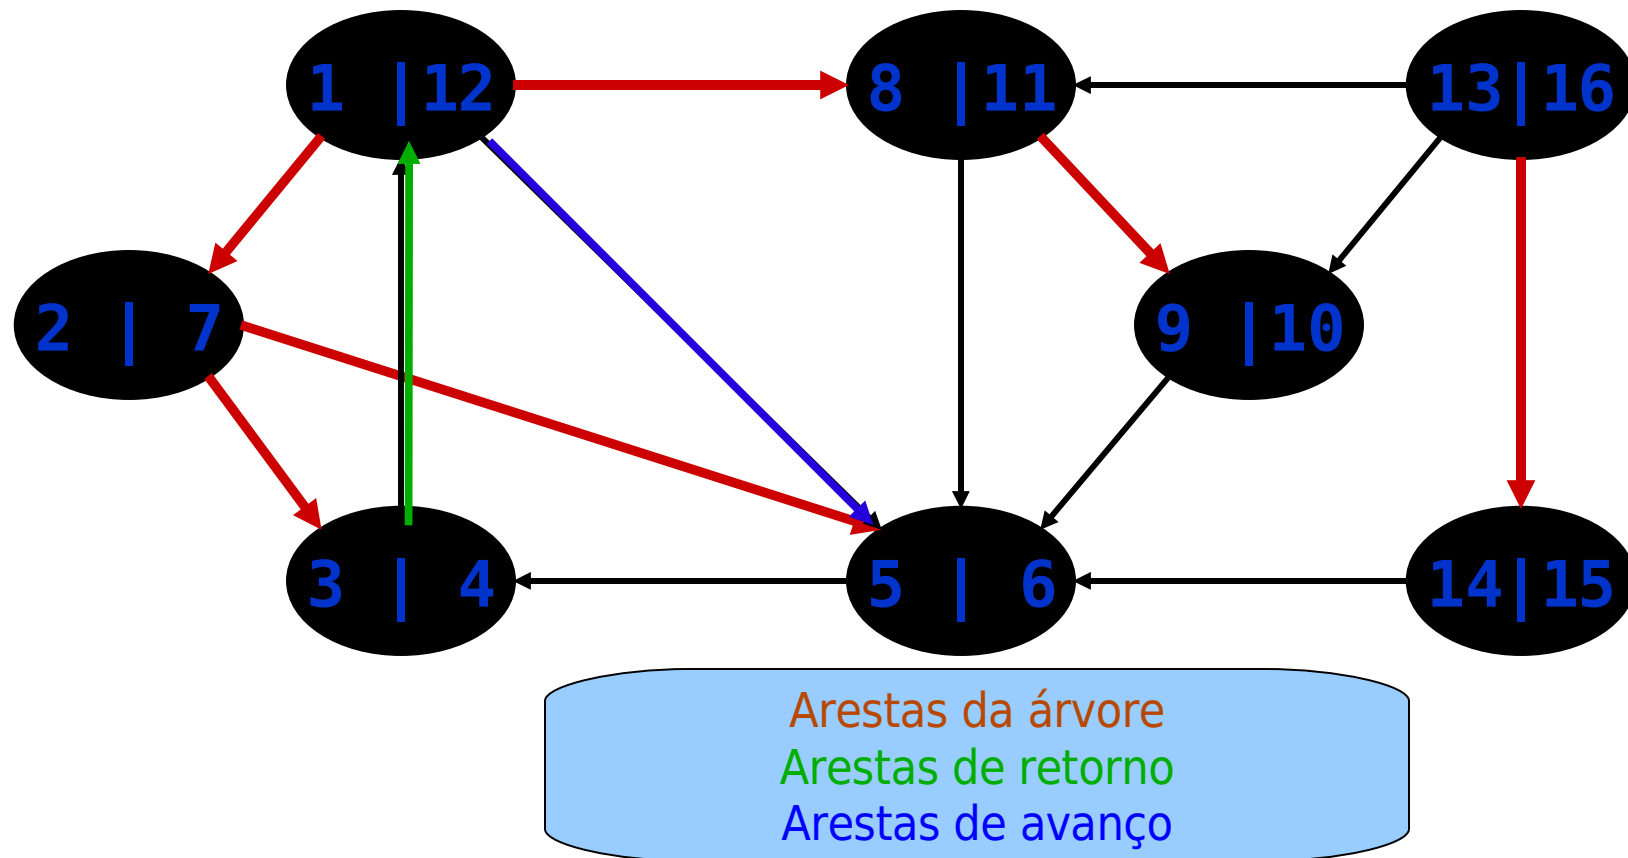 1 |12
8 |11
13|16
2 | 7
9 |10
3 | 4
5 | 6
14|15
Arestas da árvore
Arestas de retorno
Arestas de avanço